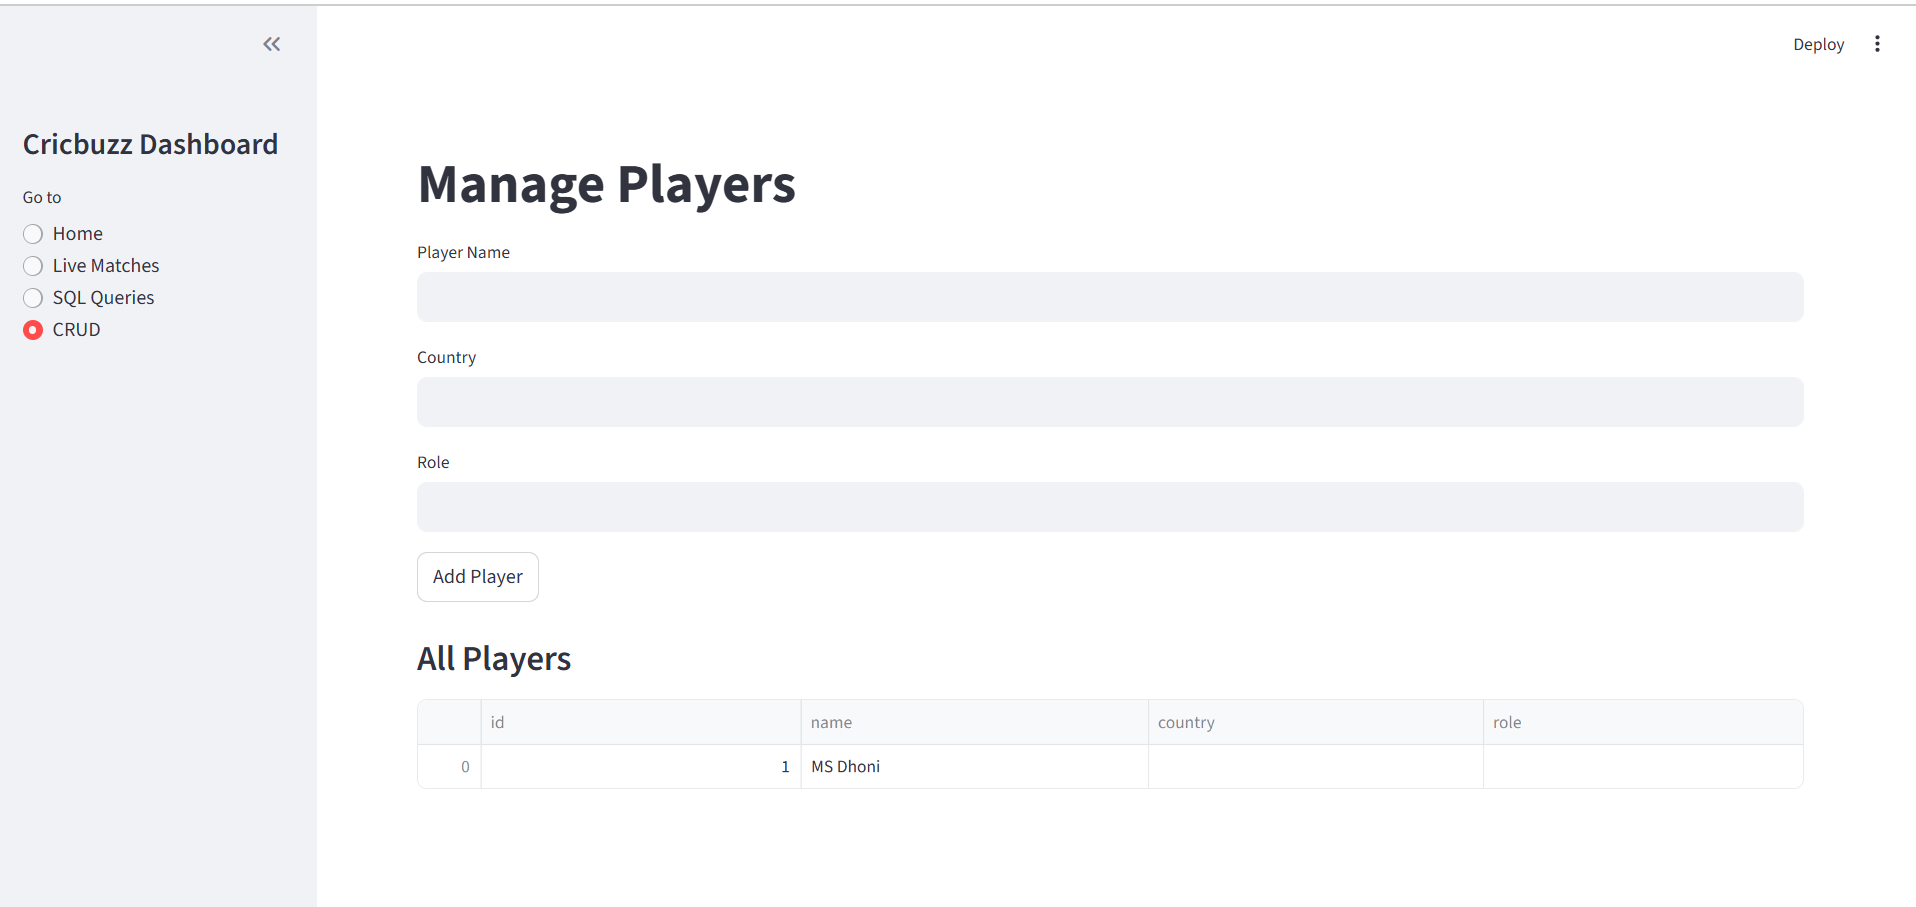 Deploy
Cricbuzz Dashboard
Go to
Home
Live Matches
SQL Queries
CRUD
Manage Players
Player Name
Country
Role
Add Player
All Players
id name country role
0 1 MS Dhoni